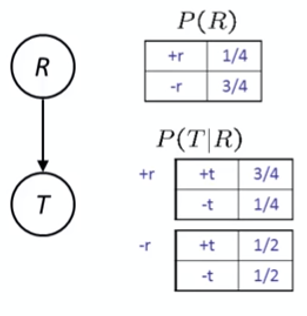 R
T
P(R)
+r 1/4
-r 3/4
P(T|R)
+r +t 3/4
-t 1/4
-r +t 1/2
-t 1/2